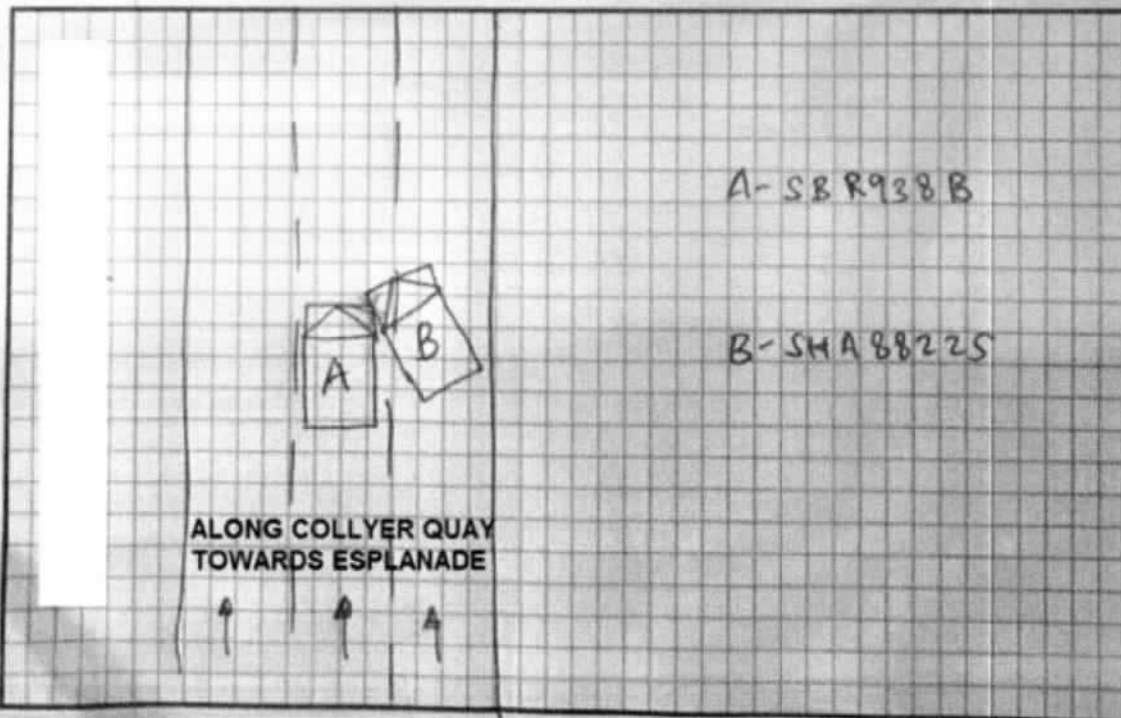 A- SBR938B
A
B
B- SHA8822S
ALONG COLLYER QUAY
TOWARDS ESPLANADE